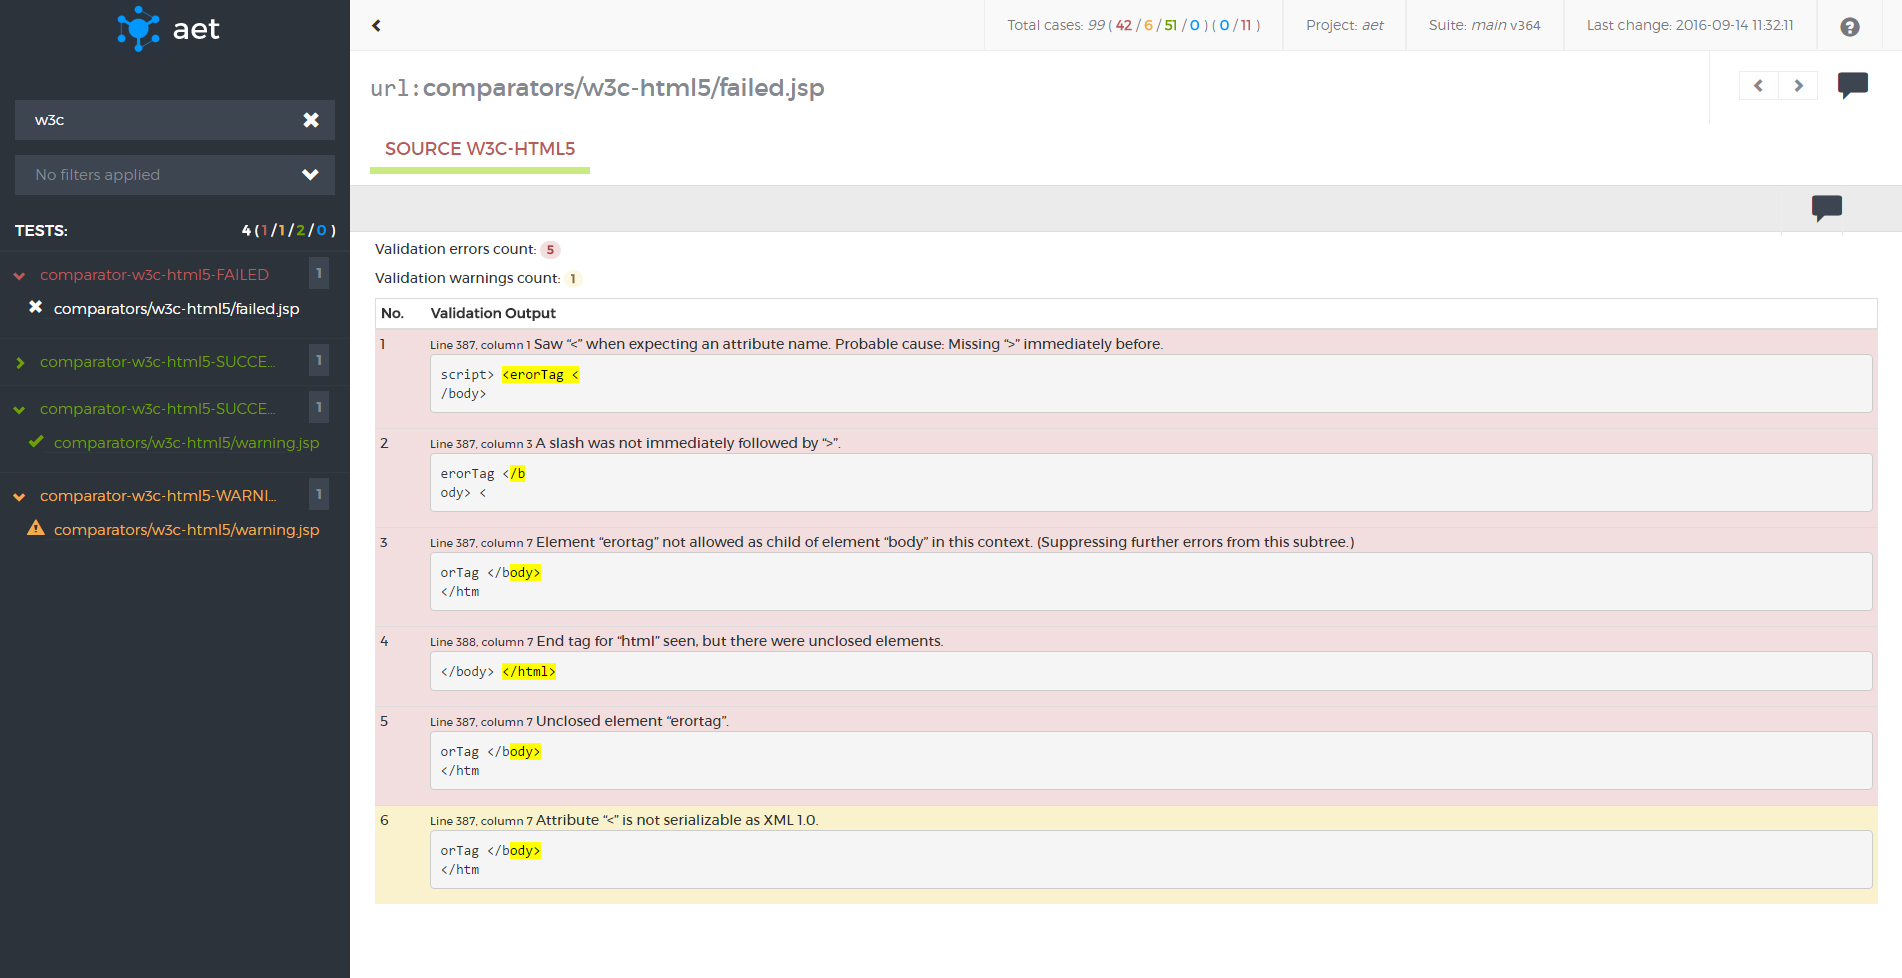 aet
w3c
No filters applied
TESTS: 4 (1 / 1 / 2 / 0 )
comparator-w3c-html5-FAILED 1
comparators/w3c-html5/failed.jsp
comparator-w3c-html5-SUCCE... 1
comparator-w3c-html5-SUCCE... 1
comparators/w3c-html5/warning.jsp
comparator-w3c-html5-WARNI... 1
comparators/w3c-html5/warning.jsp
Total cases: 99 ( 42 / 6 / 51 / 0 ) ( 0 / 11 ) Project: aet Suite: main v364 Last change: 2016-09-14 11:32:11 ?
url:comparators/w3c-html5/failed.jsp
SOURCE W3C-HTML5
Validation errors count: 5
Validation warnings count: 1
No. Validation Output
1 Line 387, column 1 Saw “<” when expecting an attribute name. Probable cause: Missing “>” immediately before.
script> <erorTag <
/body>
2 Line 387, column 3 A slash was not immediately followed by “>”.
erorTag </b
ody> <
3 Line 387, column 7 Element “erortag” not allowed as child of element “body” in this context. (Suppressing further errors from this subtree.)
orTag </body>
</htm
4 Line 388, column 7 End tag for “html” seen, but there were unclosed elements.
</body> </html>
5 Line 387, column 7 Unclosed element “erortag”.
orTag </body>
</htm
6 Line 387, column 7 Attribute “<” is not serializable as XML 1.0.
orTag </body>
</htm